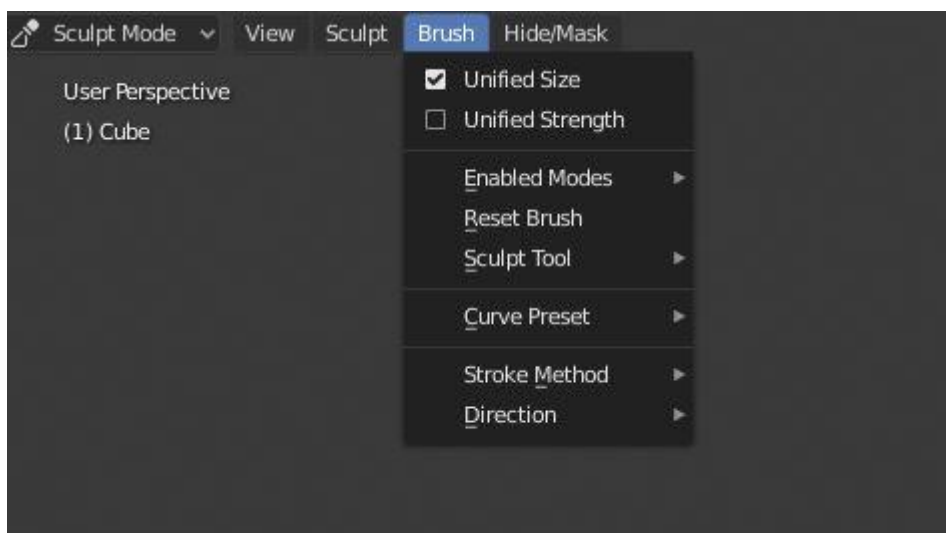 Sculpt Mode View Sculpt Brush Hide/Mask
User Perspective
(1) Cube
Unified Size
Unified Strength
Enabled Modes
Reset Brush
Sculpt Tool
Curve Preset
Stroke Method
Direction